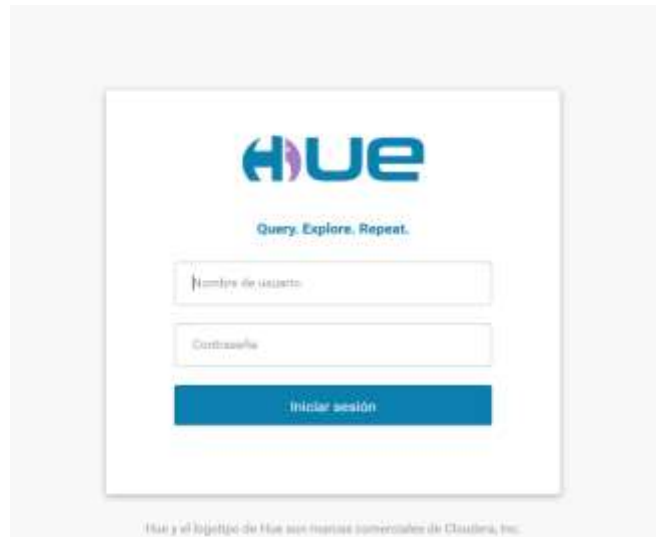 HUE
Query. Explore. Repeat.
Nombre de usuario
Contraseña
Iniciar sesión
Hue y el logotipo de Hue son marcas comerciales de Cloudera, Inc.